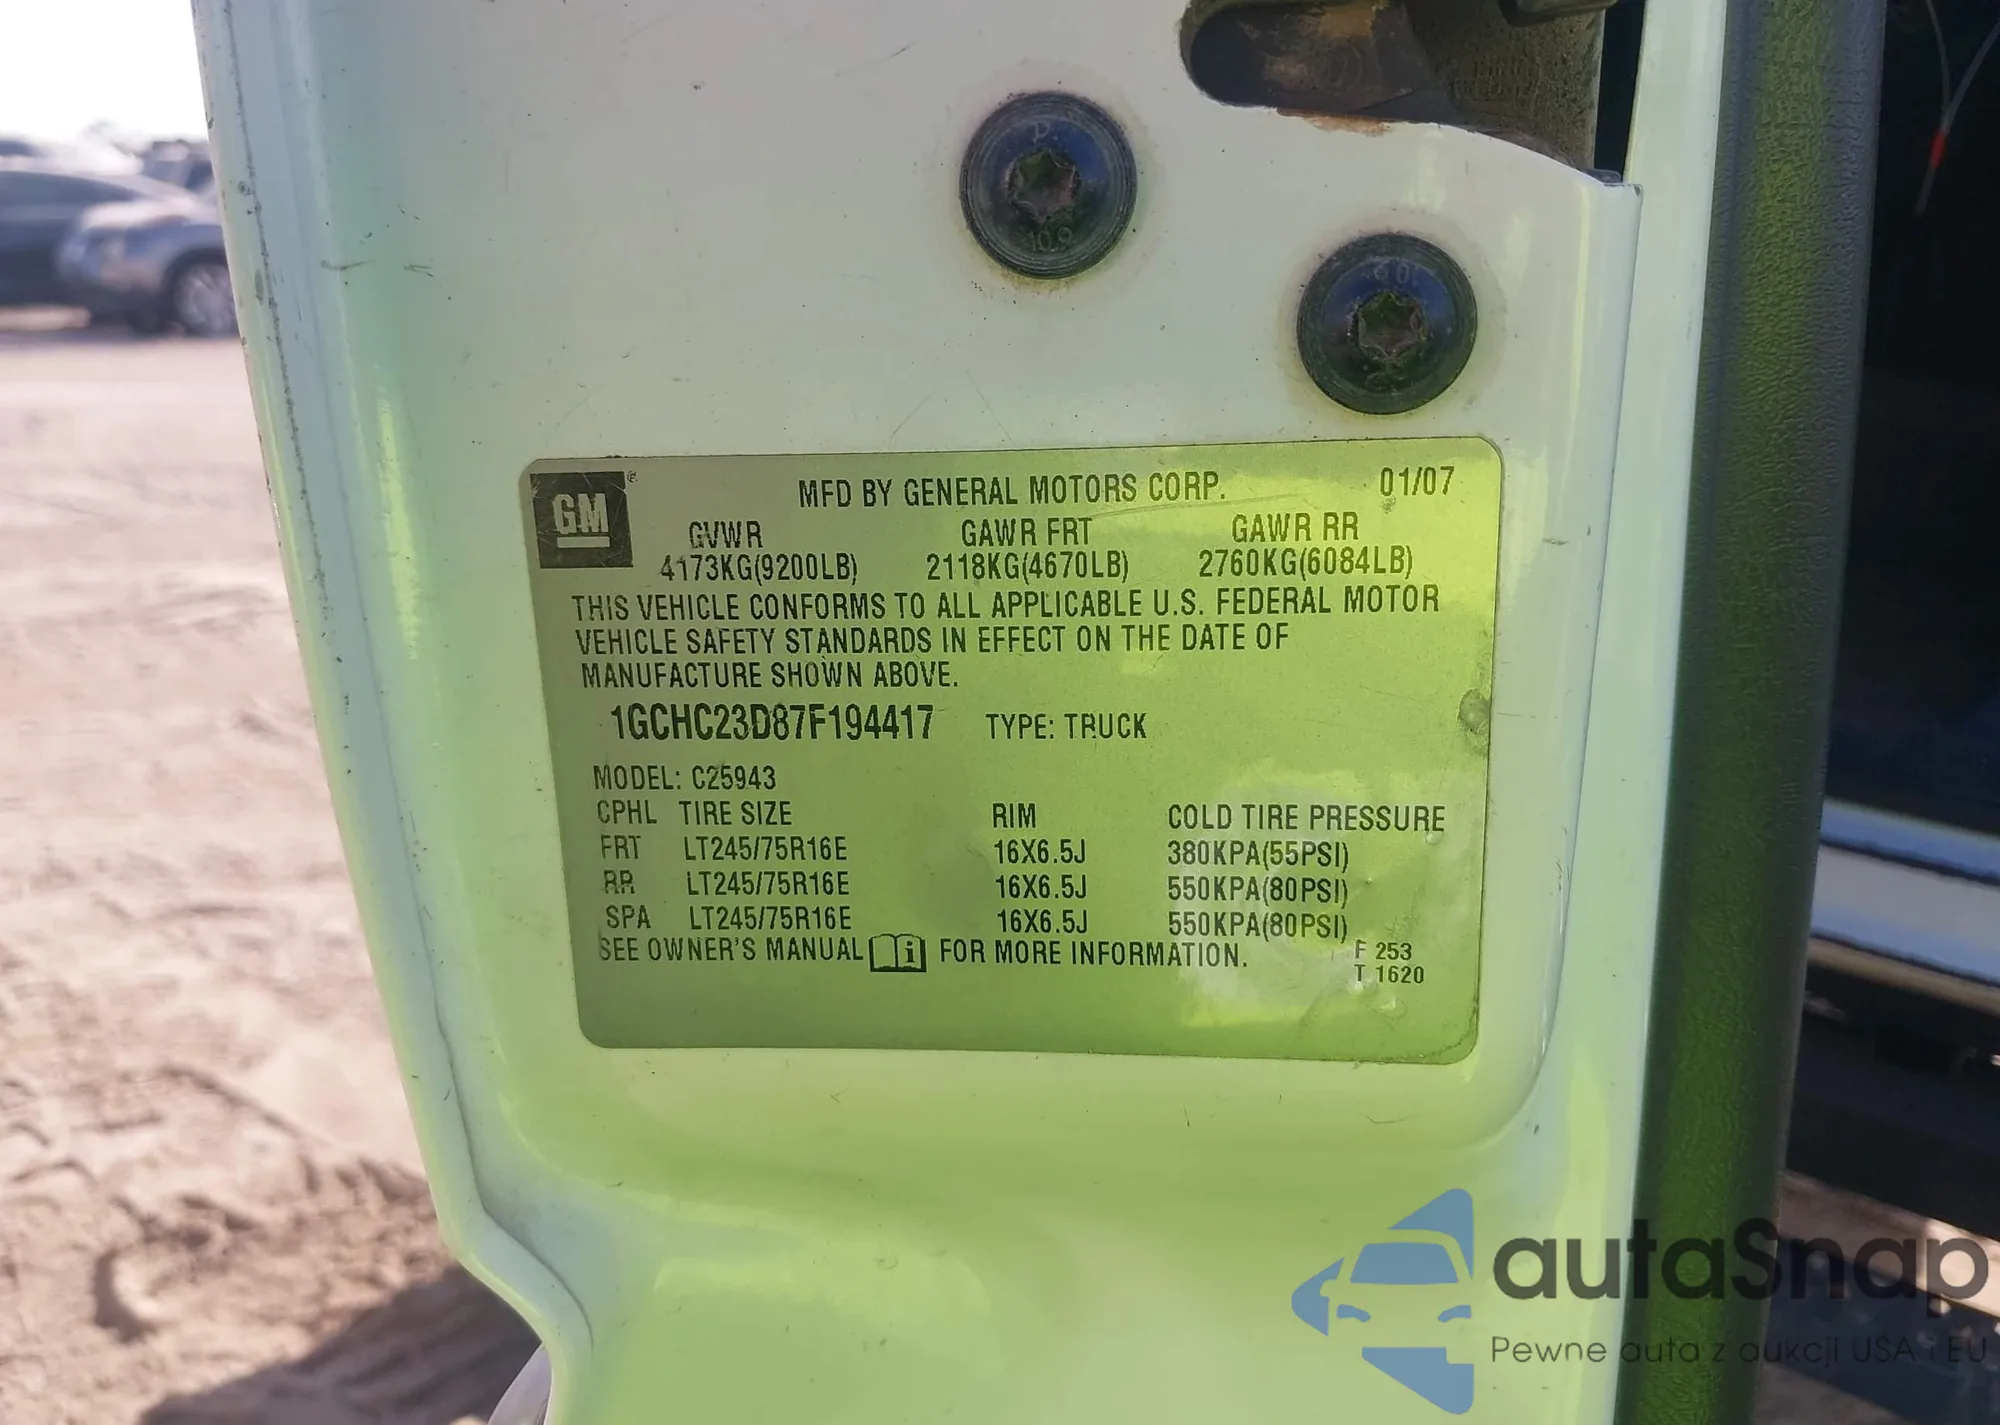 10.9
GM
MFD BY GENERAL MOTORS CORP. 01/07
GVWR GAWR FRT GAWR RR
4173KG(9200LB) 2118KG(4670LB) 2760KG(6084LB)
THIS VEHICLE CONFORMS TO ALL APPLICABLE U.S. FEDERAL MOTOR
VEHICLE SAFETY STANDARDS IN EFFECT ON THE DATE OF
MANUFACTURE SHOWN ABOVE.
1GCHC23D87F194417 TYPE: TRUCK
MODEL: C25943
CPHL TIRE SIZE RIM COLD TIRE PRESSURE
FRT LT245/75R16E 16X6.5J 380KPA(55PSI)
RR LT245/75R16E 16X6.5J 550KPA(80PSI)
SPA LT245/75R16E 16X6.5J 550KPA(80PSI)
SEE OWNER'S MANUAL FOR MORE INFORMATION. F 253
T 1620
autaSnap
Pewne auta z aukcji USA i EU